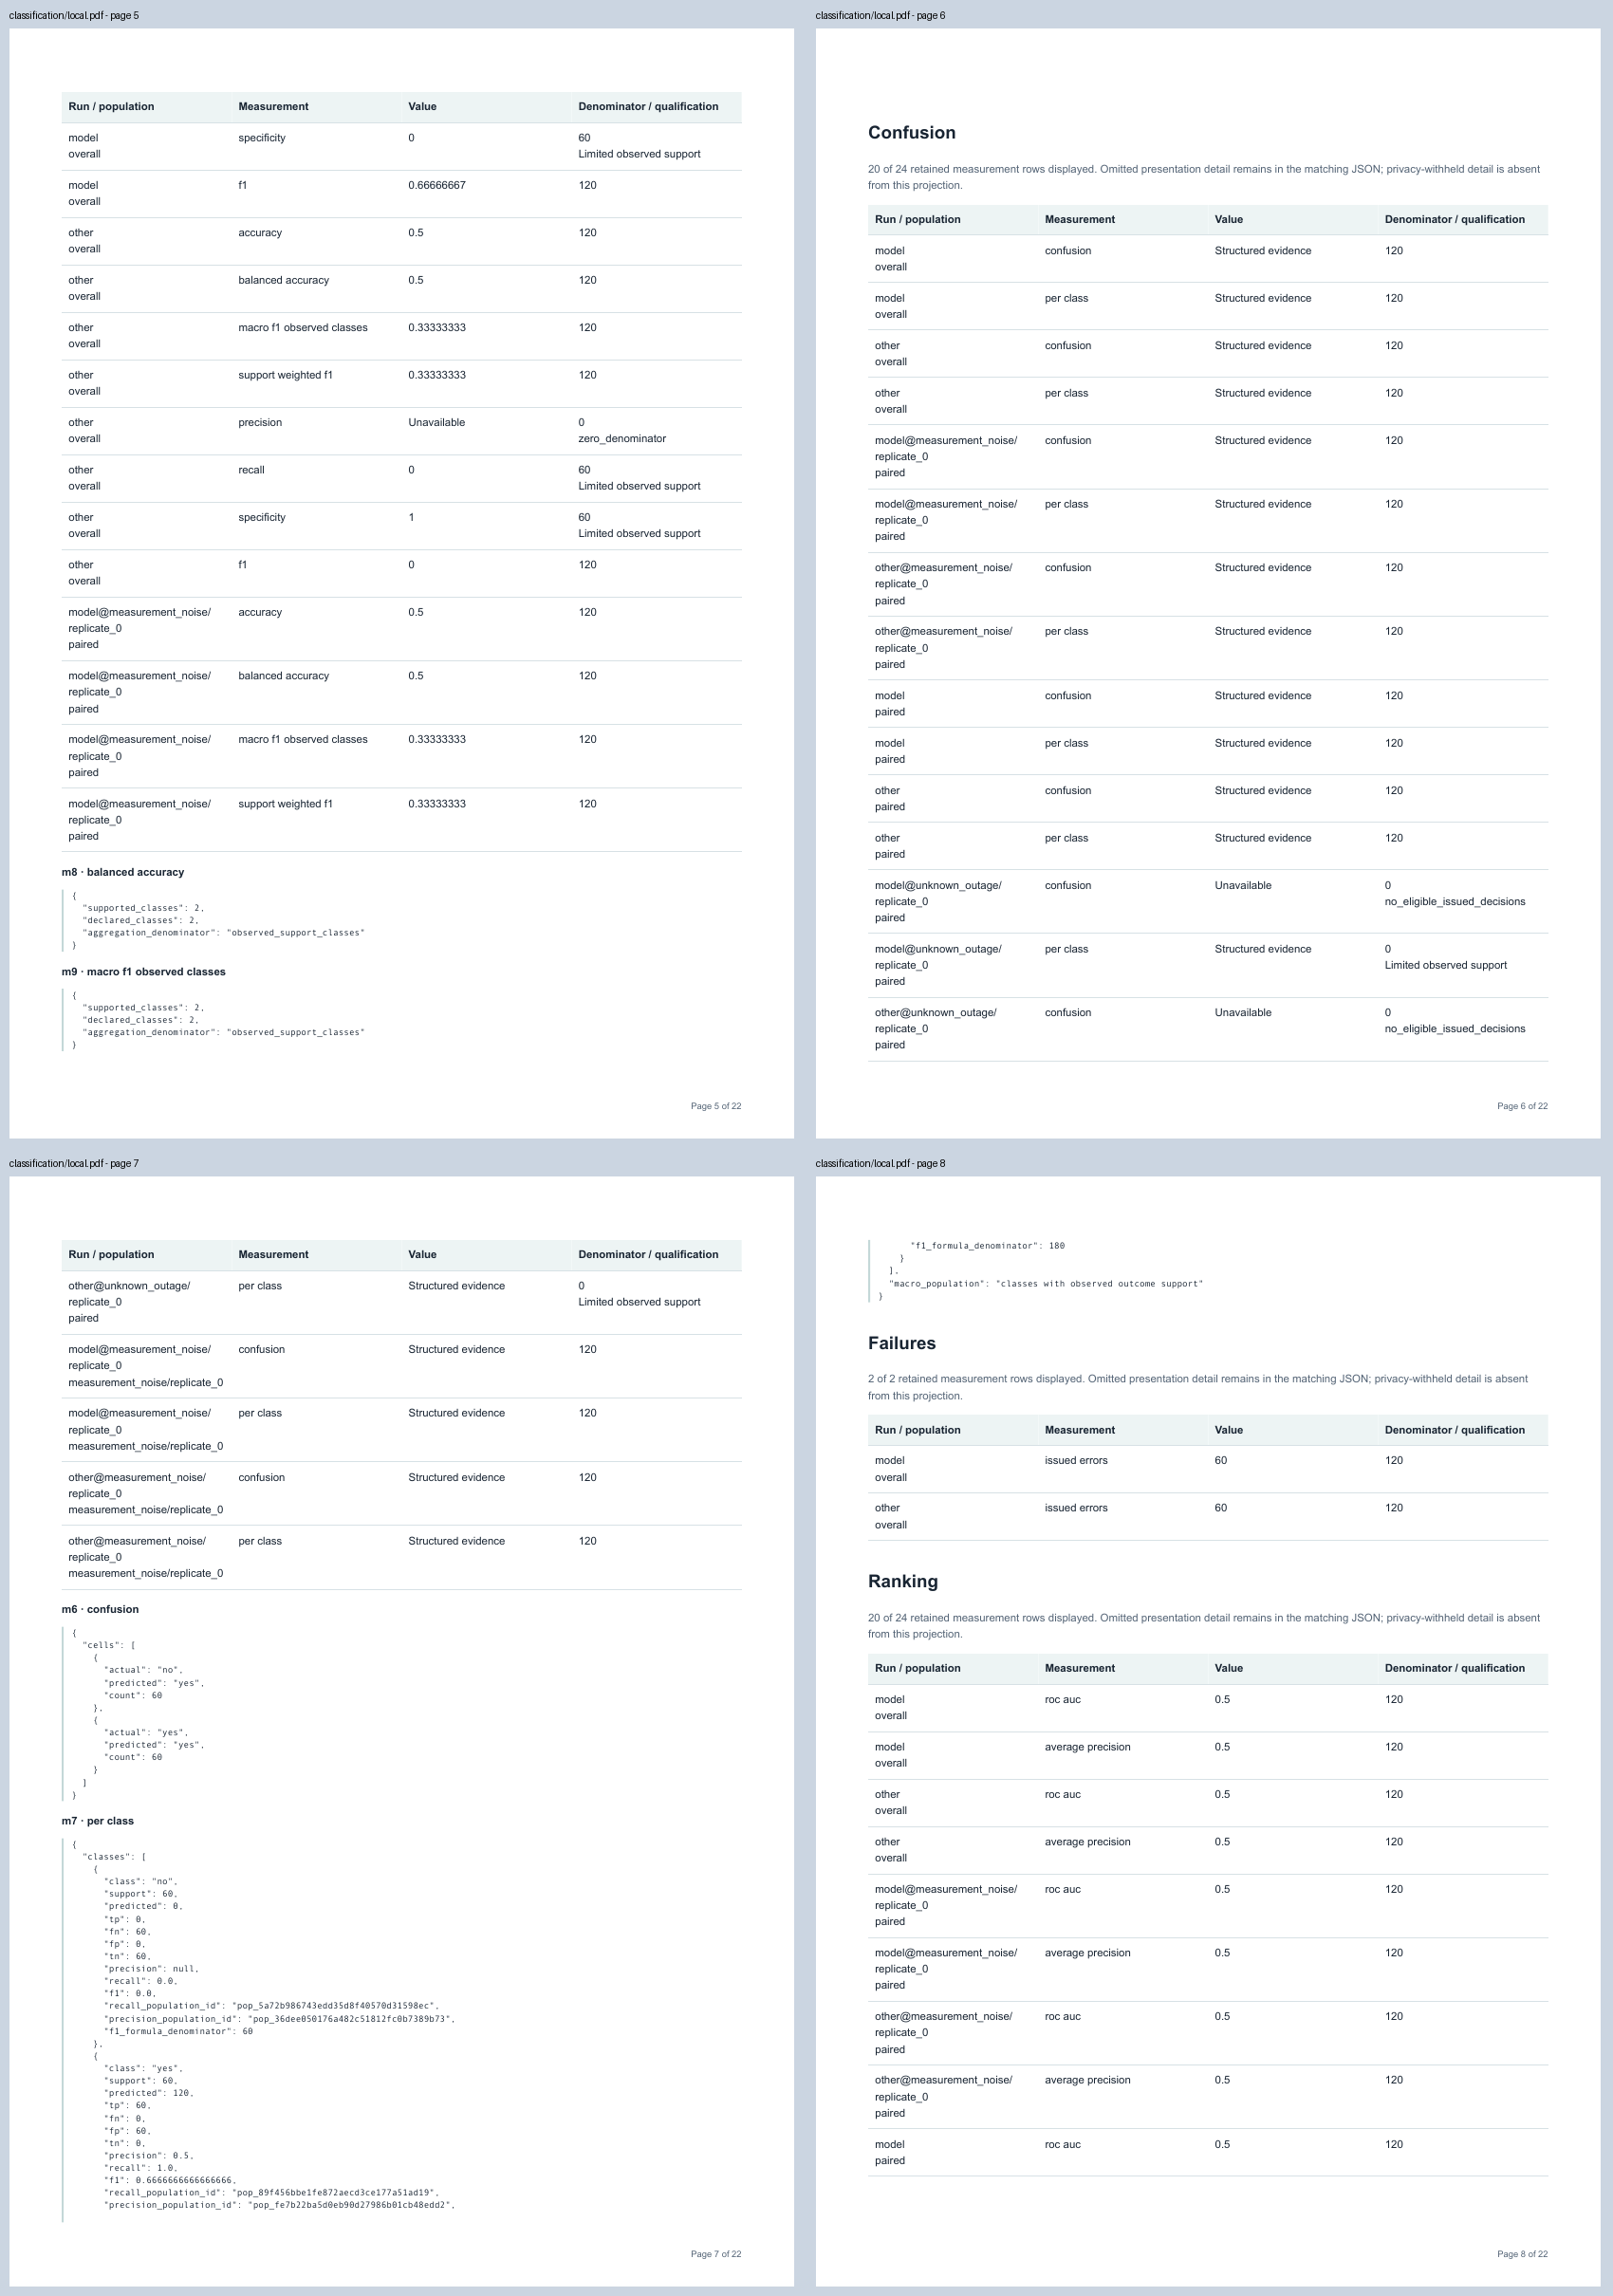 classification/local.pdf - page 5
Run / population Measurement Value Denominator / qualification
model specificity 0 60
overall Limited observed support
model f1 0.66666667 120
overall
other accuracy 0.5 120
overall
other balanced accuracy 0.5 120
overall
other macro f1 observed classes 0.33333333 120
overall
other support weighted f1 0.33333333 120
overall
other precision Unavailable 0
overall zero_denominator
other recall 0 60
overall Limited observed support
other specificity 1 60
overall Limited observed support
other f1 0 120
overall
model@measurement_noise/ accuracy 0.5 120
replicate_0
paired
model@measurement_noise/ balanced accuracy 0.5 120
replicate_0
paired
model@measurement_noise/ macro f1 observed classes 0.33333333 120
replicate_0
paired
model@measurement_noise/ support weighted f1 0.33333333 120
replicate_0
paired
m8 · balanced accuracy
{
"supported_classes": 2,
"declared_classes": 2,
"aggregation_denominator": "observed_support_classes"
}
m9 · macro f1 observed classes
{
"supported_classes": 2,
"declared_classes": 2,
"aggregation_denominator": "observed_support_classes"
}
Page 5 of 22
classification/local.pdf - page 6
Confusion
20 of 24 retained measurement rows displayed. Omitted presentation detail remains in the matching JSON; privacy-withheld detail is absent
from this projection.
Run / population Measurement Value Denominator / qualification
model confusion Structured evidence 120
overall
model per class Structured evidence 120
overall
other confusion Structured evidence 120
overall
other per class Structured evidence 120
overall
model@measurement_noise/ confusion Structured evidence 120
replicate_0
paired
model@measurement_noise/ per class Structured evidence 120
replicate_0
paired
other@measurement_noise/ confusion Structured evidence 120
replicate_0
paired
other@measurement_noise/ per class Structured evidence 120
replicate_0
paired
model confusion Structured evidence 120
paired
model per class Structured evidence 120
paired
other confusion Structured evidence 120
paired
other per class Structured evidence 120
paired
model@unknown_outage/ confusion Unavailable 0
replicate_0 no_eligible_issued_decisions
paired
model@unknown_outage/ per class Structured evidence 0
replicate_0 Limited observed support
paired
other@unknown_outage/ confusion Unavailable 0
replicate_0 no_eligible_issued_decisions
paired
Page 6 of 22
classification/local.pdf - page 7
Run / population Measurement Value Denominator / qualification
other@unknown_outage/ per class Structured evidence 0
replicate_0 Limited observed support
paired
model@measurement_noise/ confusion Structured evidence 120
replicate_0
measurement_noise/replicate_0
model@measurement_noise/ per class Structured evidence 120
replicate_0
measurement_noise/replicate_0
other@measurement_noise/ confusion Structured evidence 120
replicate_0
measurement_noise/replicate_0
other@measurement_noise/ per class Structured evidence 120
replicate_0
measurement_noise/replicate_0
m6 · confusion
{
"cells": [
{
"actual": "no",
"predicted": "yes",
"count": 60
},
{
"actual": "yes",
"predicted": "yes",
"count": 60
}
]
}
m7 · per class
{
"classes": [
{
"class": "no",
"support": 60,
"predicted": 0,
"tp": 0,
"fn": 60,
"fp": 0,
"tn": 60,
"precision": null,
"recall": 0.0,
"f1": 0.0,
"recall_population_id": "pop_5a72b986743edd35d8f40570d31598ec",
"precision_population_id": "pop_36dee050176a482c51812fc0b7389b73",
"f1_formula_denominator": 60
},
{
"class": "yes",
"support": 60,
"predicted": 120,
"tp": 60,
"fn": 0,
"fp": 60,
"tn": 0,
"precision": 0.5,
"recall": 1.0,
"f1": 0.6666666666666666,
"recall_population_id": "pop_89f456bbe1fe872aecd3ce177a51ad19",
"precision_population_id": "pop_fe7b22ba5d0eb90d27986b01cb48edd2",
Page 7 of 22
classification/local.pdf - page 8
"f1_formula_denominator": 180
}
],
"macro_population": "classes with observed outcome support"
}
Failures
2 of 2 retained measurement rows displayed. Omitted presentation detail remains in the matching JSON; privacy-withheld detail is absent
from this projection.
Run / population Measurement Value Denominator / qualification
model issued errors 60 120
overall
other issued errors 60 120
overall
Ranking
20 of 24 retained measurement rows displayed. Omitted presentation detail remains in the matching JSON; privacy-withheld detail is absent
from this projection.
Run / population Measurement Value Denominator / qualification
model roc auc 0.5 120
overall
model average precision 0.5 120
overall
other roc auc 0.5 120
overall
other average precision 0.5 120
overall
model@measurement_noise/ roc auc 0.5 120
replicate_0
paired
model@measurement_noise/ average precision 0.5 120
replicate_0
paired
other@measurement_noise/ roc auc 0.5 120
replicate_0
paired
other@measurement_noise/ average precision 0.5 120
replicate_0
paired
model roc auc 0.5 120
paired
Page 8 of 22